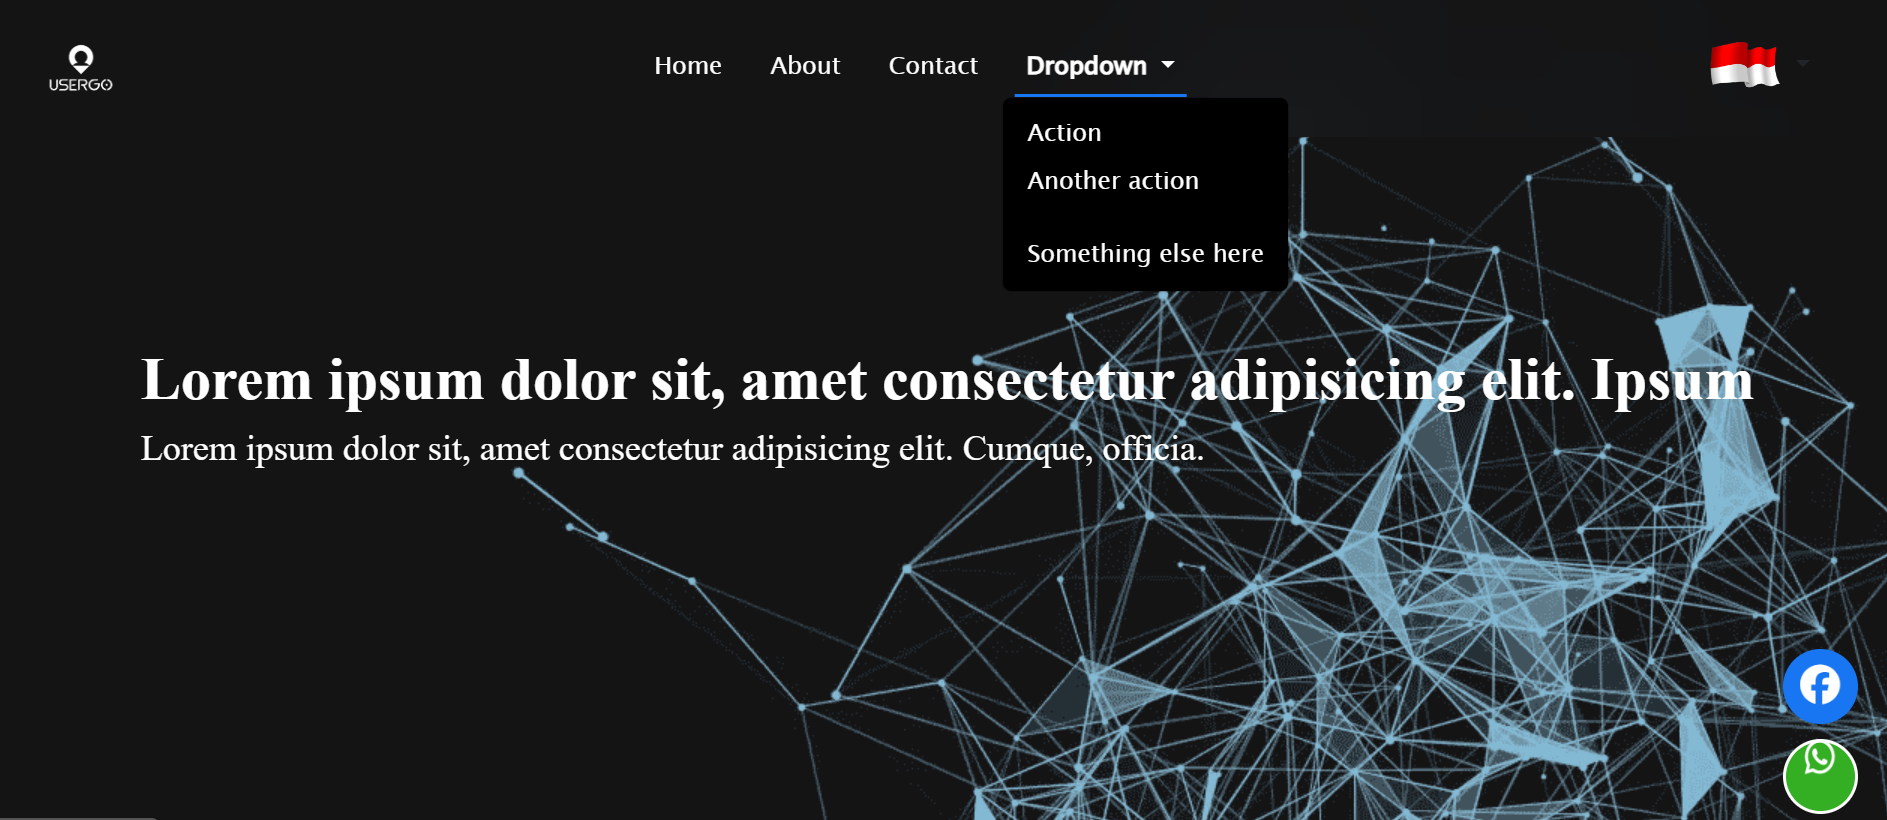 USERGO
Home About Contact Dropdown
Action
Another action
Something else here
Lorem ipsum dolor sit, amet consectetur adipisicing elit. Ipsum
Lorem ipsum dolor sit, amet consectetur adipisicing elit. Cumque, officia.